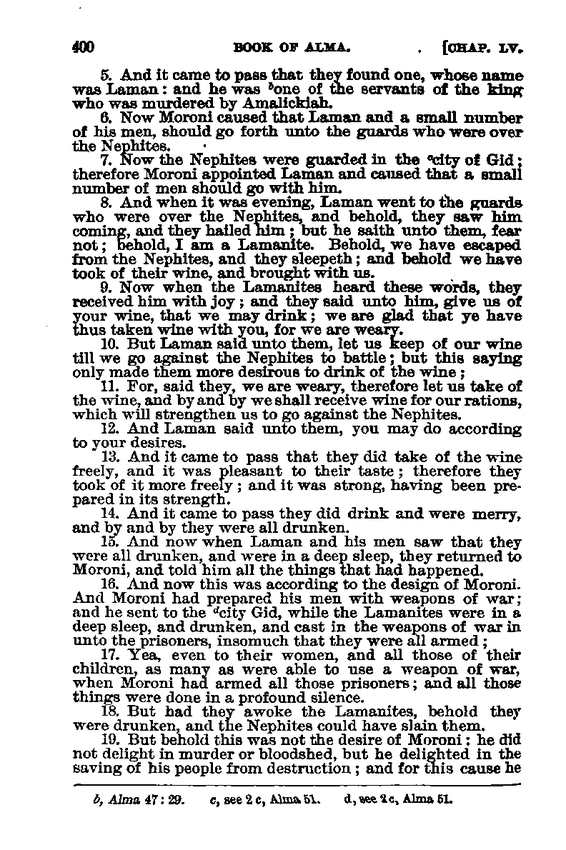 400 BOOK OF ALMA. [CHAP. LV.
5. And it came to pass that they found one, whose name
was Laman: and he was ᵇone of the servants of the king
who was murdered by Amalickiah.
6. Now Moroni caused that Laman and a small number
of his men, should go forth unto the guards who were over
the Nephites.
7. Now the Nephites were guarded in the ᶜcity of Gid;
therefore Moroni appointed Laman and caused that a small
number of men should go with him.
8. And when it was evening, Laman went to the guards
who were over the Nephites, and behold, they saw him
coming, and they hailed him; but he saith unto them, fear
not; behold, I am a Lamanite. Behold, we have escaped
from the Nephites, and they sleepeth; and behold we have
took of their wine, and brought with us.
9. Now when the Lamanites heard these words, they
received him with joy; and they said unto him, give us of
your wine, that we may drink; we are glad that ye have
thus taken wine with you, for we are weary.
10. But Laman said unto them, let us keep of our wine
till we go against the Nephites to battle; but this saying
only made them more desirous to drink of the wine;
11. For, said they, we are weary, therefore let us take of
the wine, and by and by we shall receive wine for our rations,
which will strengthen us to go against the Nephites.
12. And Laman said unto them, you may do according
to your desires.
13. And it came to pass that they did take of the wine
freely, and it was pleasant to their taste; therefore they
took of it more freely; and it was strong, having been pre-
pared in its strength.
14. And it came to pass they did drink and were merry,
and by and by they were all drunken.
15. And now when Laman and his men saw that they
were all drunken, and were in a deep sleep, they returned to
Moroni, and told him all the things that had happened.
16. And now this was according to the design of Moroni.
And Moroni had prepared his men with weapons of war;
and he sent to the ᵈcity Gid, while the Lamanites were in a
deep sleep, and drunken, and cast in the weapons of war in
unto the prisoners, insomuch that they were all armed;
17. Yea, even to their women, and all those of their
children, as many as were able to use a weapon of war,
when Moroni had armed all those prisoners; and all those
things were done in a profound silence.
18. But had they awoke the Lamanites, behold they
were drunken, and the Nephites could have slain them.
19. But behold this was not the desire of Moroni: he did
not delight in murder or bloodshed, but he delighted in the
saving of his people from destruction; and for this cause he
b, Alma 47:29. c, see 2 c, Alma 51. d, see 2 c, Alma 51.